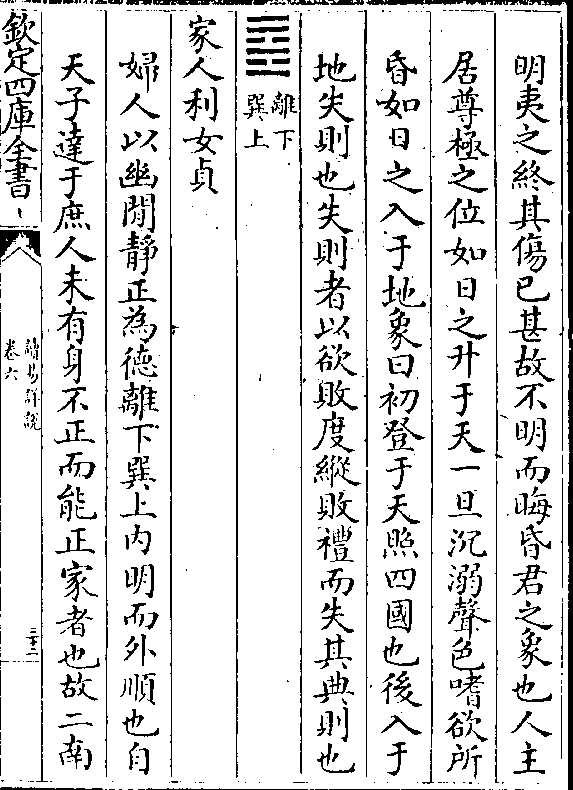 明夷之終其傷已甚故不明而晦昏君之象也人主
居尊極之位如日之升于天一旦沉溺聲色嗜欲所
昏如日之入于地象曰初登于天照四國也後入于
地失則也失則者以欲敗度縱敗禮而失其典則也
離下
巽上
家人利女貞
婦人以幽閒靜正為德離下巽上内明而外順也自
天子達于庶人未有身不正而能正家者也故二南
欽定四庫全書
讀易詳說
卷六